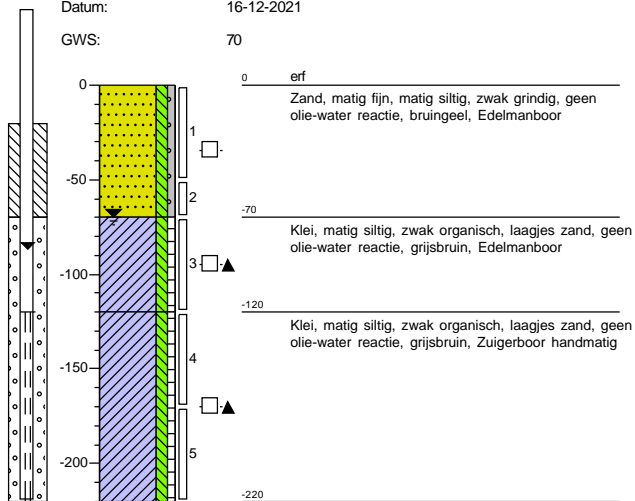 Datum: 16-12-2021
GWS: 70
0
0 erf
Zand, matig fijn, matig siltig, zwak grindig, geen
olie-water reactie, bruingeel, Edelmanboor
1
-50
2
-70
Klei, matig siltig, zwak organisch, laagjes zand, geen
olie-water reactie, grijsbruin, Edelmanboor
3
-100
-120
Klei, matig siltig, zwak organisch, laagjes zand, geen
olie-water reactie, grijsbruin, Zuigerboor handmatig
4
-150
5
-200
-220